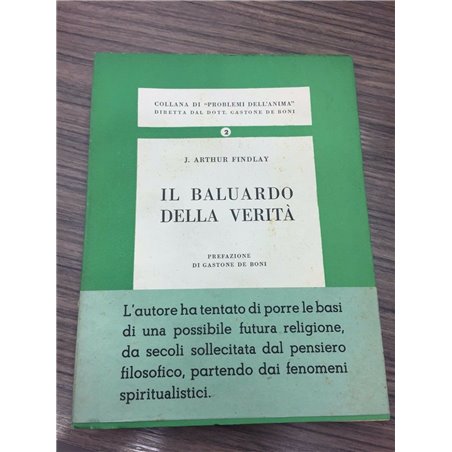 COLLANA DI "PROBLEMI DELL'ANIMA"
DIRETTA DAL DOTT. GASTONE DE BONI
2
J. ARTHUR FINDLAY
IL BALUARDO
DELLA VERITÀ
PREFAZIONE
DI GASTONE DE BONI
L'autore ha tentato di porre le basi
di una possibile futura religione,
da secoli sollecitata dal pensiero
filosofico, partendo dai fenomeni
spiritualistici.